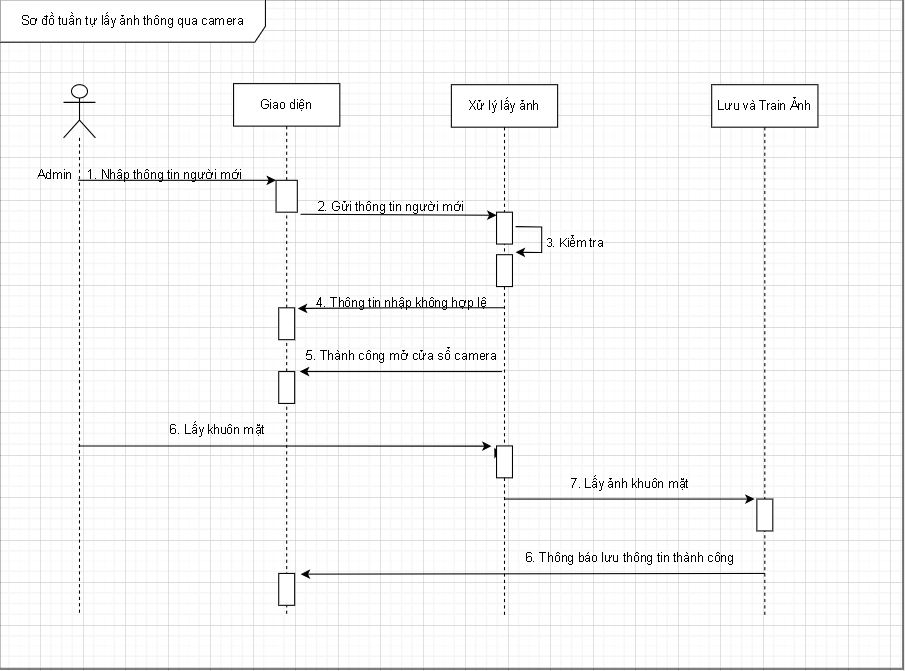 Sơ đồ tuần tự lấy ảnh thông qua camera
Giao diện
Xử lý lấy ảnh
Lưu và Train Ảnh
Admin
1. Nhập thông tin người mới
2. Gửi thông tin người mới
3. Kiểm tra
4. Thông tin nhập không hợp lệ
5. Thành công mở cửa sổ camera
6. Lấy khuôn mặt
7. Lấy ảnh khuôn mặt
6. Thông báo lưu thông tin thành công